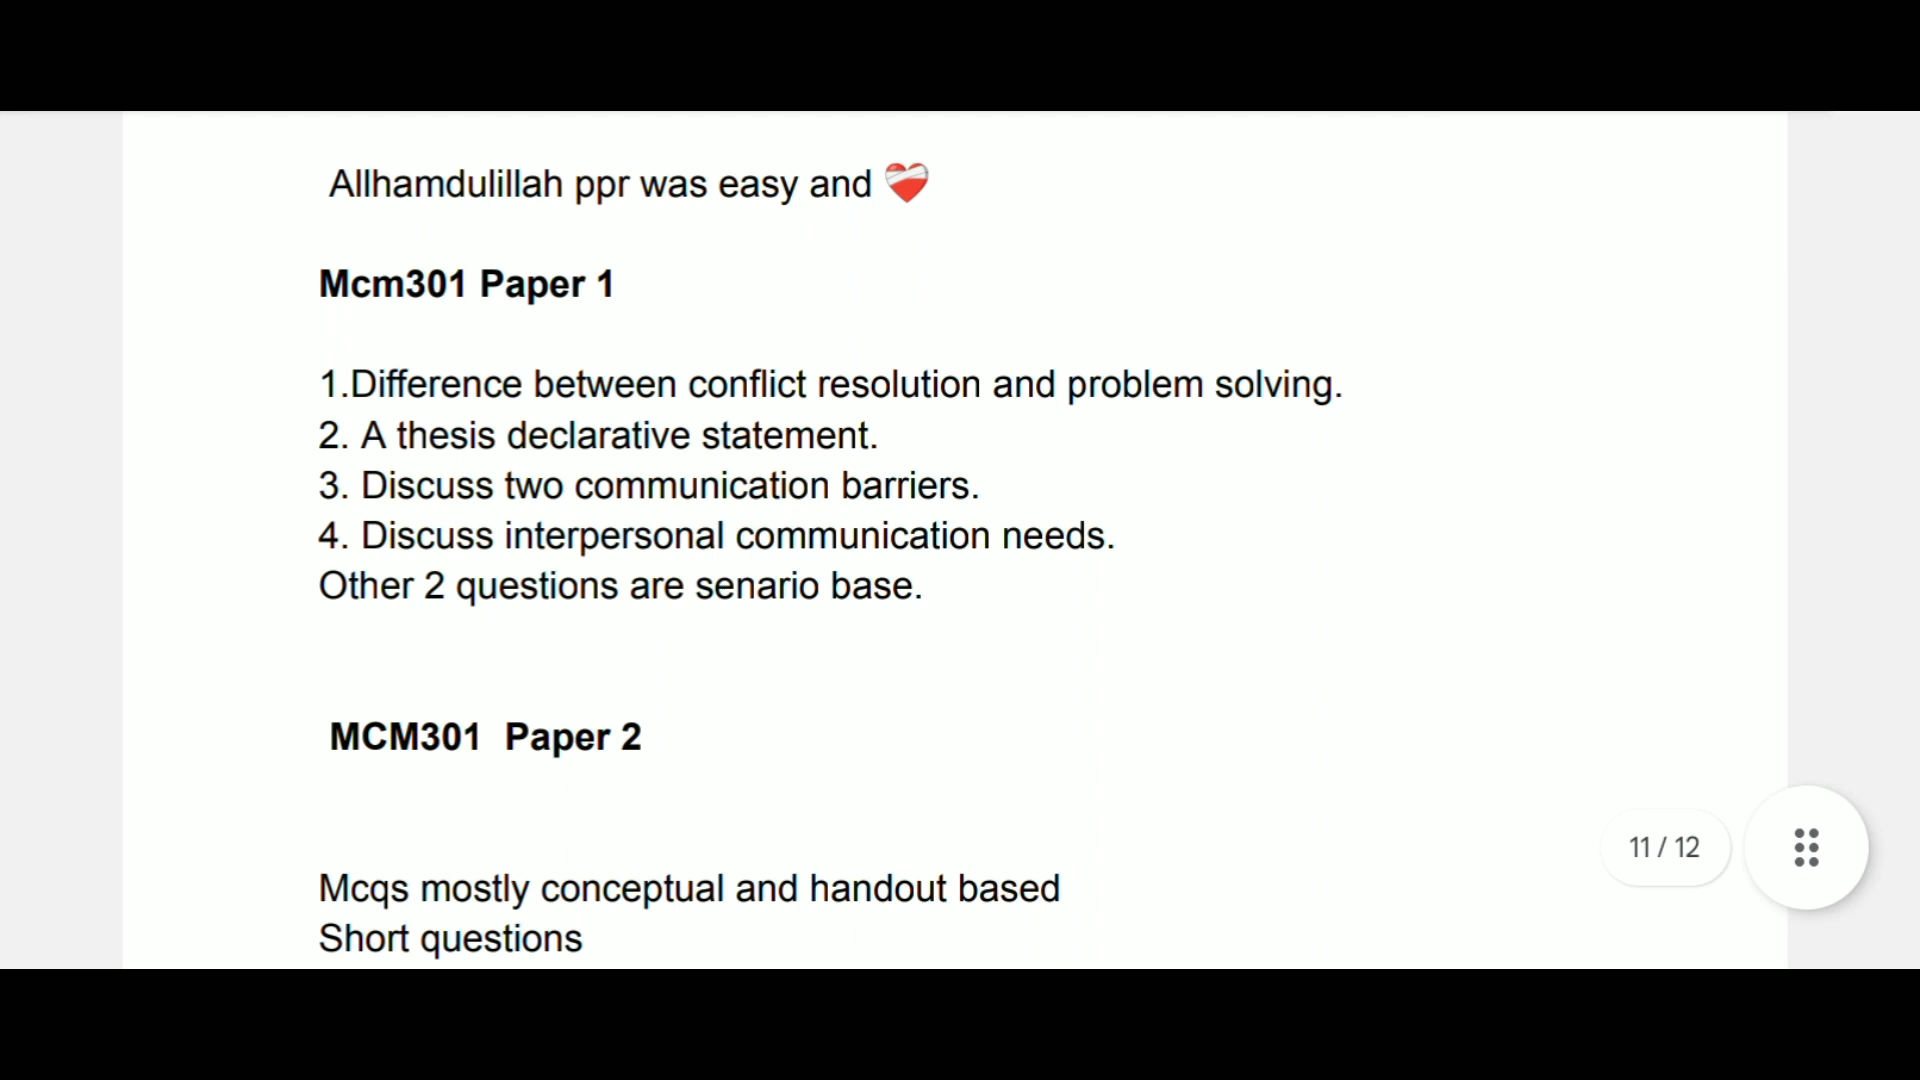 Allhamdulillah ppr was easy and ❤️‍🩹
Mcm301 Paper 1
1.Difference between conflict resolution and problem solving.
2. A thesis declarative statement.
3. Discuss two communication barriers.
4. Discuss interpersonal communication needs.
Other 2 questions are senario base.
MCM301 Paper 2
Mcqs mostly conceptual and handout based
Short questions
11 / 12